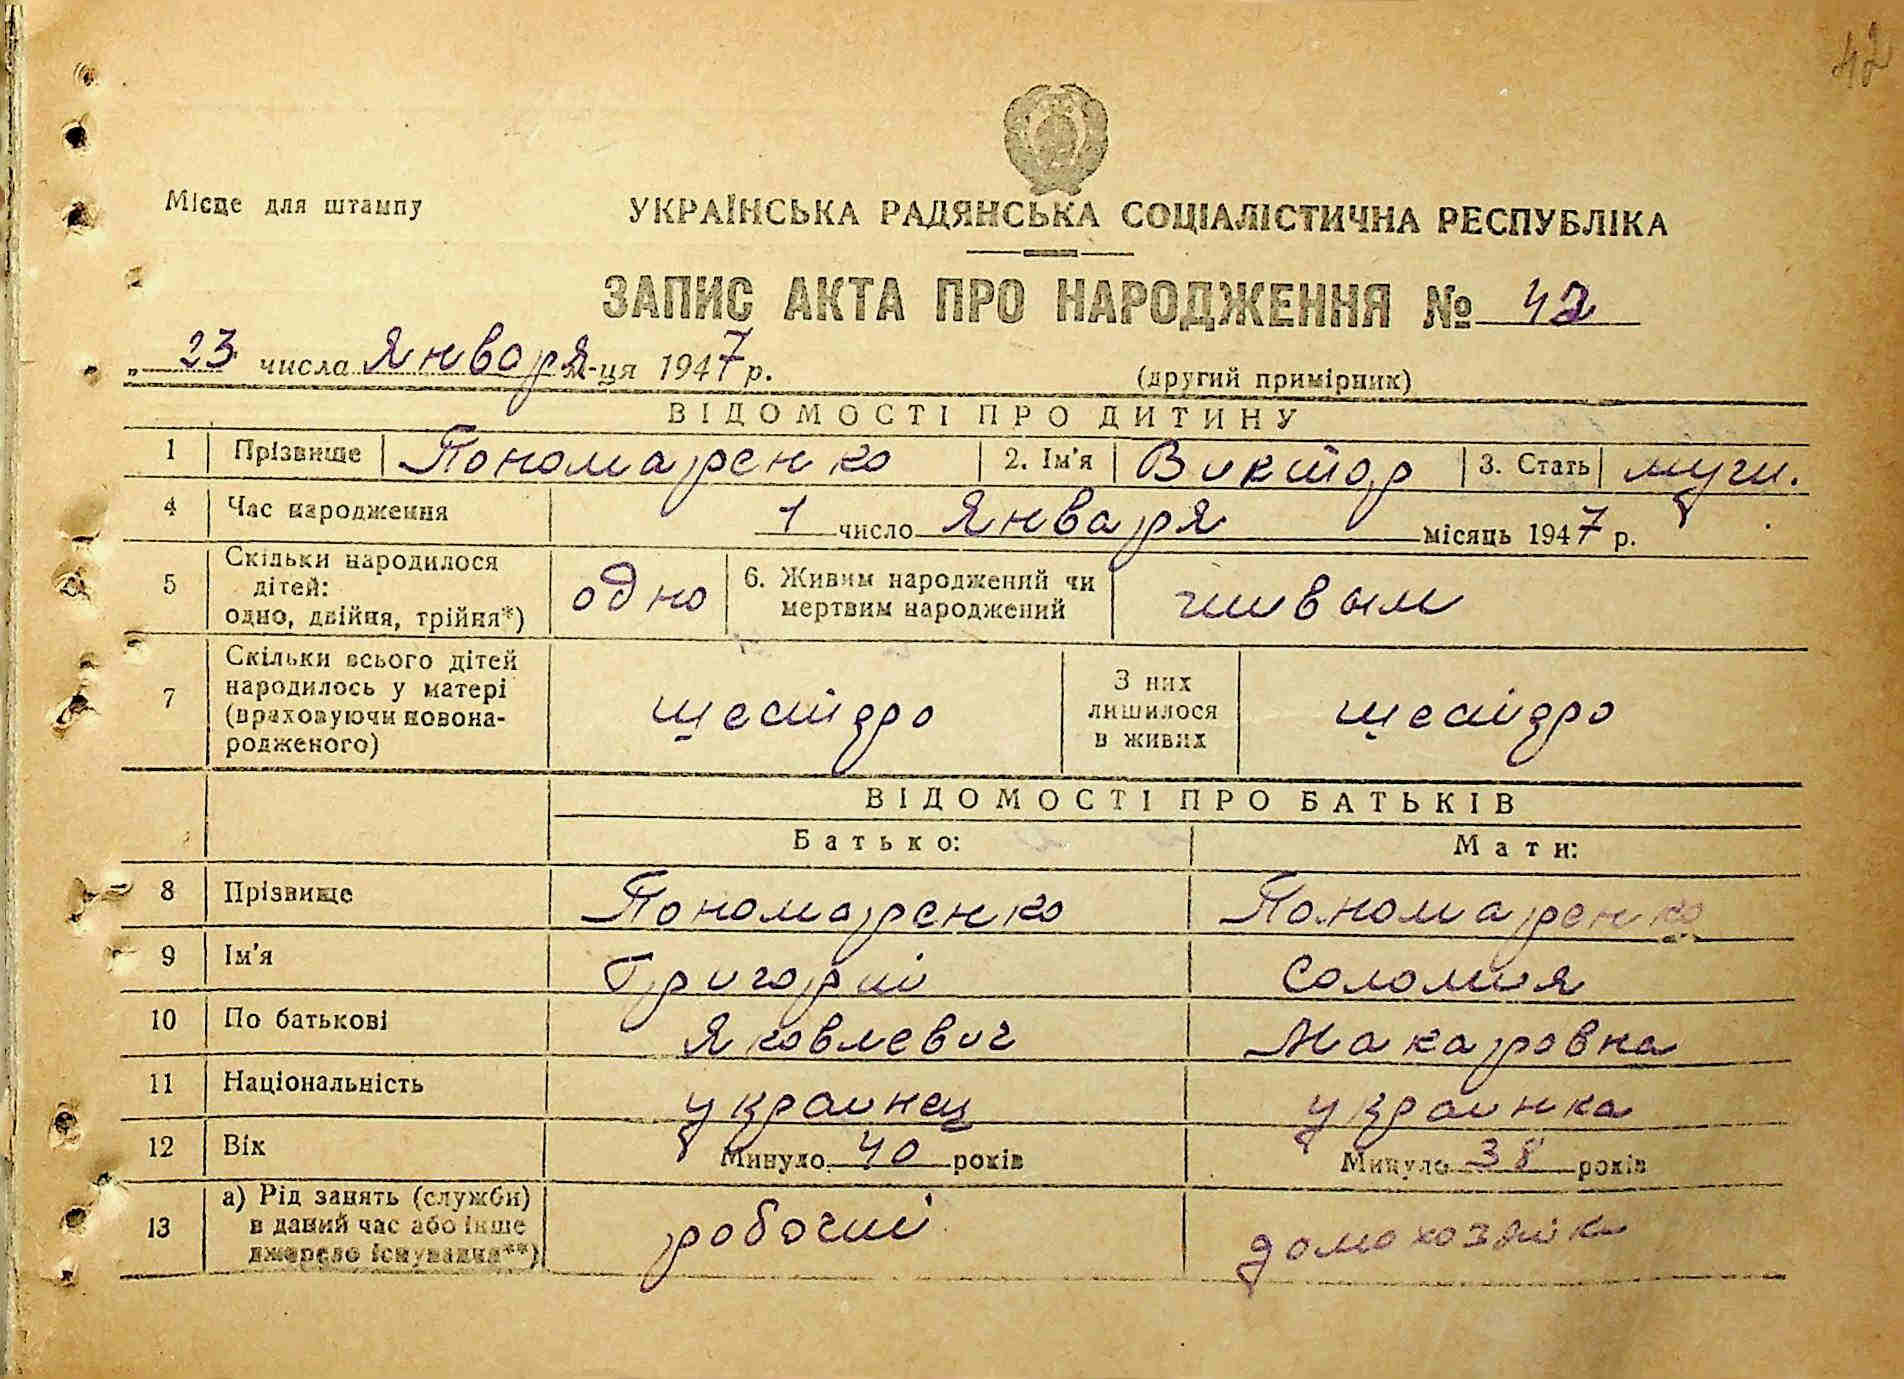 42
Місце для штампу
УКРАЇНСЬКА РАДЯНСЬКА СОЦІАЛІСТИЧНА РЕСПУБЛІКА
ЗАПИС АКТА ПРО НАРОДЖЕННЯ № 42
„ 23 числа Января м-ця 1947 р.
(другий примірник)
ВІДОМОСТІ ПРО ДИТИНУ
1 Прізвище Пономаренко 2. Ім'я Виктор 3. Стать муж.
4 Час народження 1 число Января місяць 1947 р.
5 Скільки народилося дітей: одно, двійня, трійня*) одно 6. Живим народжений чи мертвим народжений живым
7 Скільки всього дітей народилось у матері (враховуючи новонародженого) шестеро З них лишилося в живих шестеро
ВІДОМОСТІ ПРО БАТЬКІВ
Батько: Мати:
8 Прізвище Пономаренко Пономаренко
9 Ім'я Григорий Соломия
10 По батькові Яковлевич Макаровна
11 Національність украинец украинка
12 Вік Минуло 40 років Минуло 38 років
13 а) Рід занять (служби) в даний час або інше джерело існування**) рабочий домохозяйка